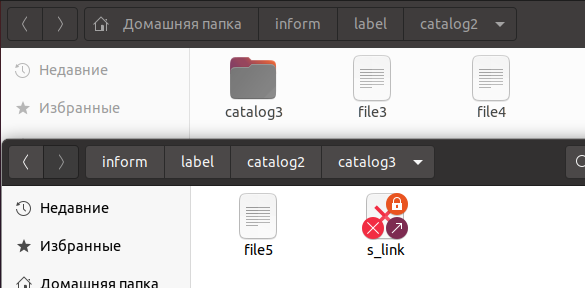 Домашняя папка inform label catalog2
Недавние
Избранные
catalog3 file3 file4
inform label catalog2 catalog3
Недавние
Избранные
Домашняя папка
file5 s_link